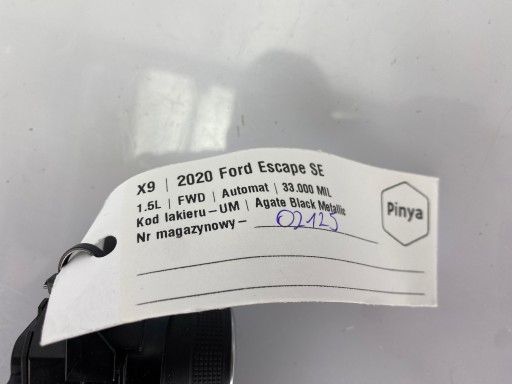 X9 | 2020 Ford Escape SE
1.5L | FWD | Automat | 33.000 MIL
Kod lakieru – UM | Agate Black Metallic
Nr magazynowy – 02125
Pinya